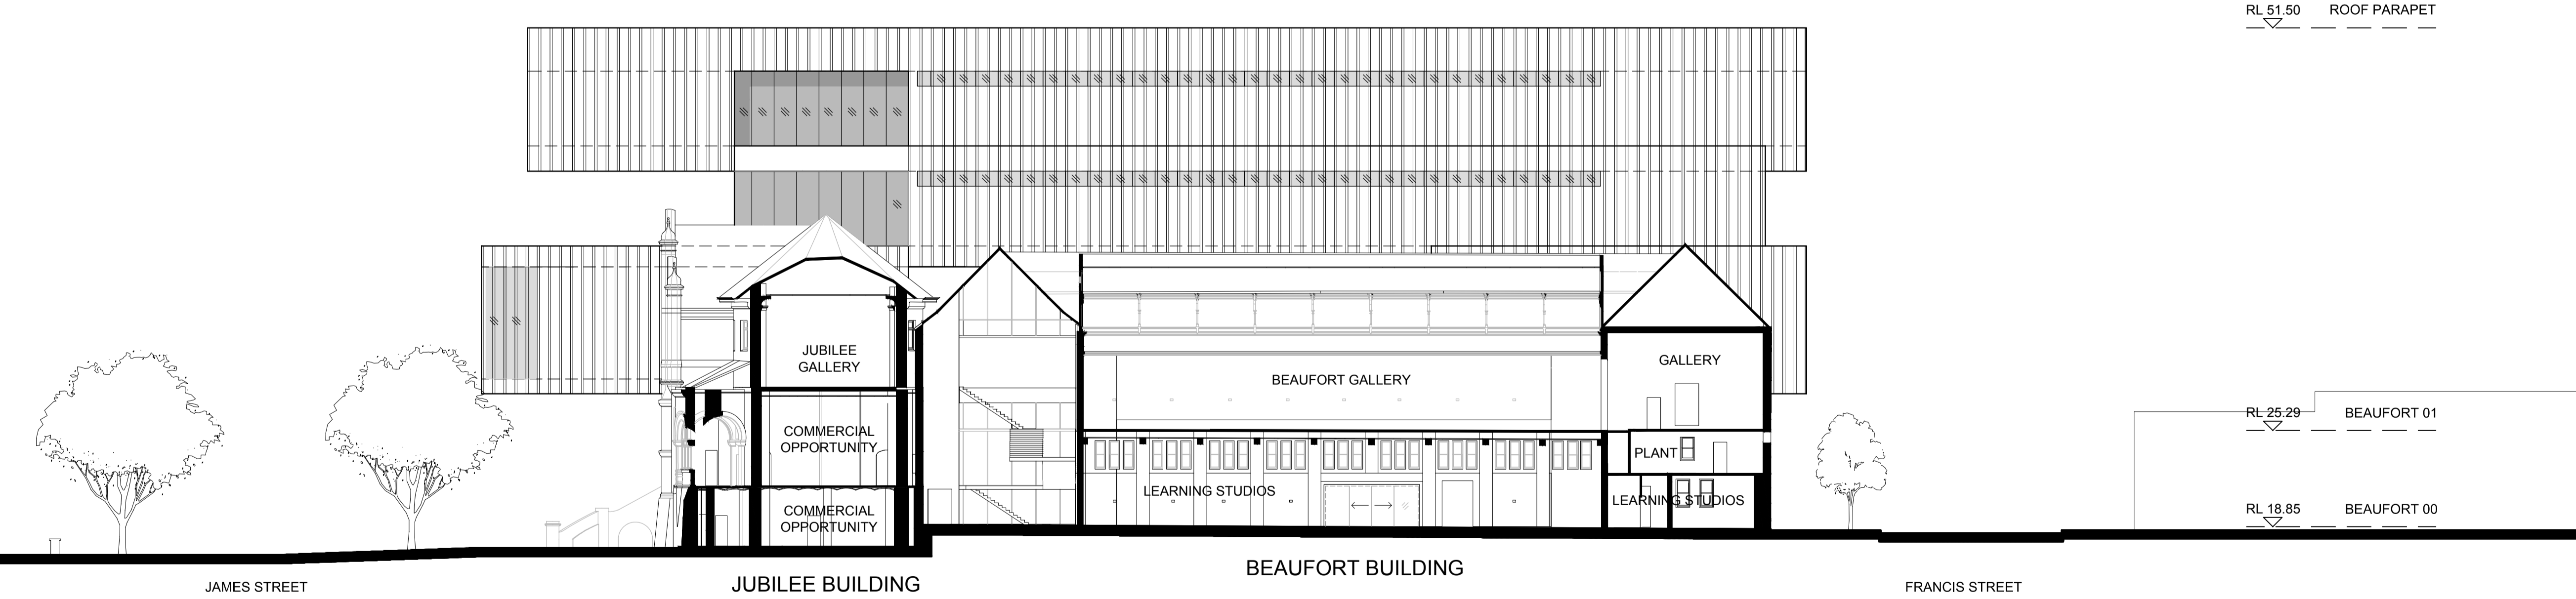 RL 51.50 ROOF PARAPET
JUBILEE
GALLERY
BEAUFORT GALLERY
GALLERY
COMMERCIAL
OPPORTUNITY
RL 25.29 BEAUFORT 01
PLANT
LEARNING STUDIOS
LEARNING STUDIOS
COMMERCIAL
OPPORTUNITY
RL 18.85 BEAUFORT 00
JAMES STREET
JUBILEE BUILDING
BEAUFORT BUILDING
FRANCIS STREET